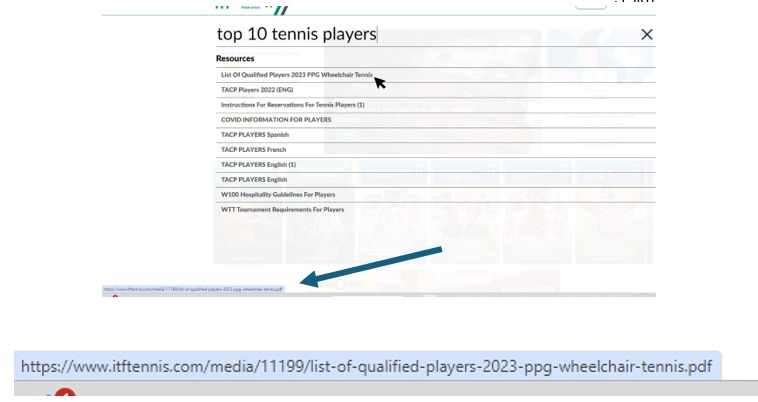 Federation
top 10 tennis players
Resources
List Of Qualified Players 2023 PPG Wheelchair Tennis
TACP Players 2022 (ENG)
Instructions For Reservations For Tennis Players (1)
COVID INFORMATION FOR PLAYERS
TACP PLAYERS Spanish
TACP PLAYERS French
TACP PLAYERS English (1)
TACP PLAYERS English
W100 Hospitality Guidelines For Players
WTT Tournament Requirements For Players
SUMMER
https://www.itftennis.com/media/11199/list-of-qualified-players-2023-ppg-wheelchair-tennis.pdf
https://www.itftennis.com/media/11199/list-of-qualified-players-2023-ppg-wheelchair-tennis.pdf